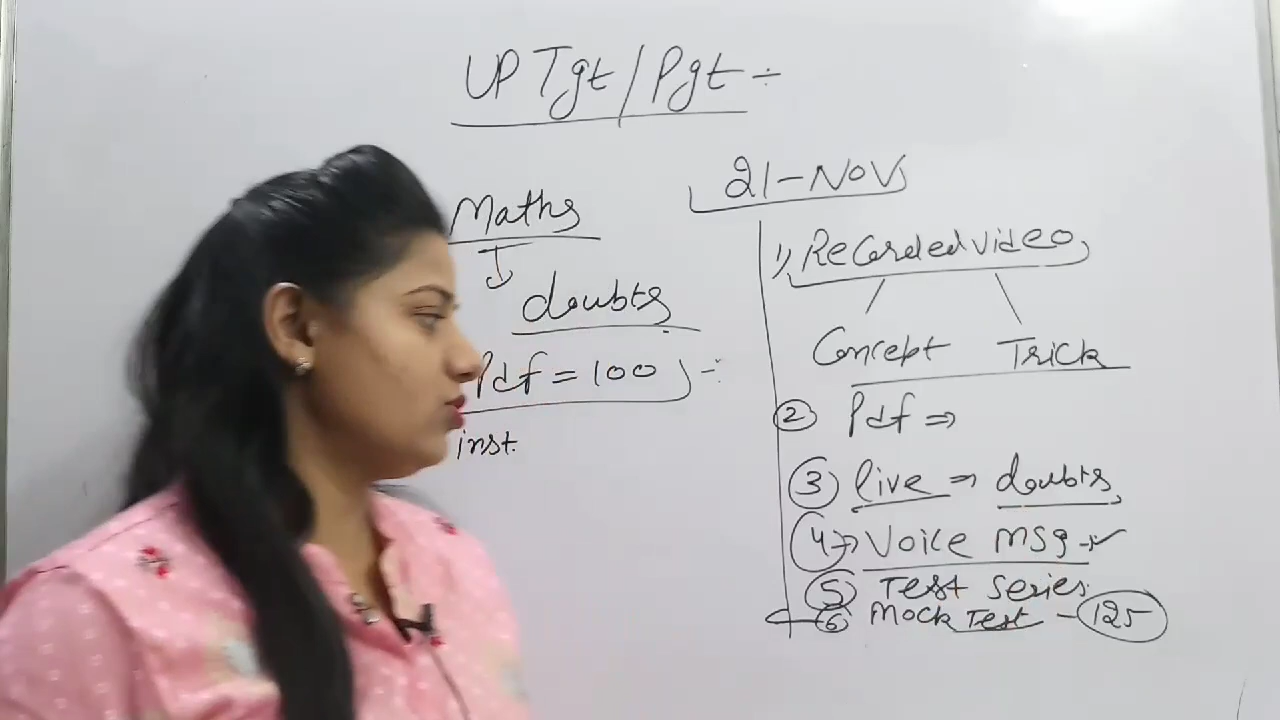 UP Tgt / Pgt ÷
Maths
doubts
Pdf = 100
inst.
21-Nov
1) Recorded video
Concept Trick
2 Pdf ⇒
3 live ⇒ doubts
4 ⇒ Voice msg
5 Test Series
6 Mock Test - 125